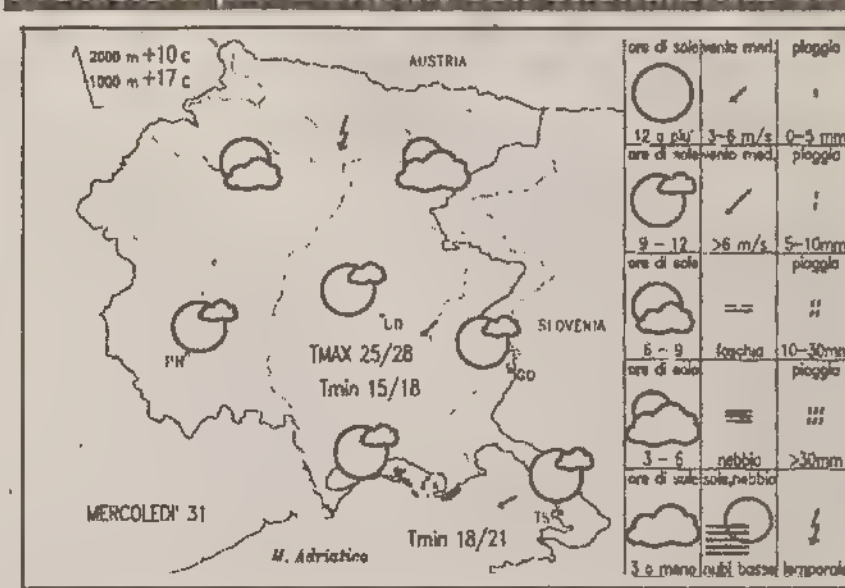 2000 m +10 c
1000 m +17 c
AUSTRIA
SLOVENIA
UD
TMAX 25/28
Tmin 15/18
PN
GO
TS
Tmin 18/21
MERCOLEDI' 31
M. Adriatico
ore di sole vento med. pioggia
12 o piu' 3-6 m/s 0-5 mm
ore di sole vento med. pioggia
9 - 12 >6 m/s 5-10mm
ore di sole pioggia
6 - 9 foschia 10-30mm
ore di sole pioggia
3 - 6 nebbia >30mm
ore di sole sole,nebbia
3 o meno nubi basse temporale